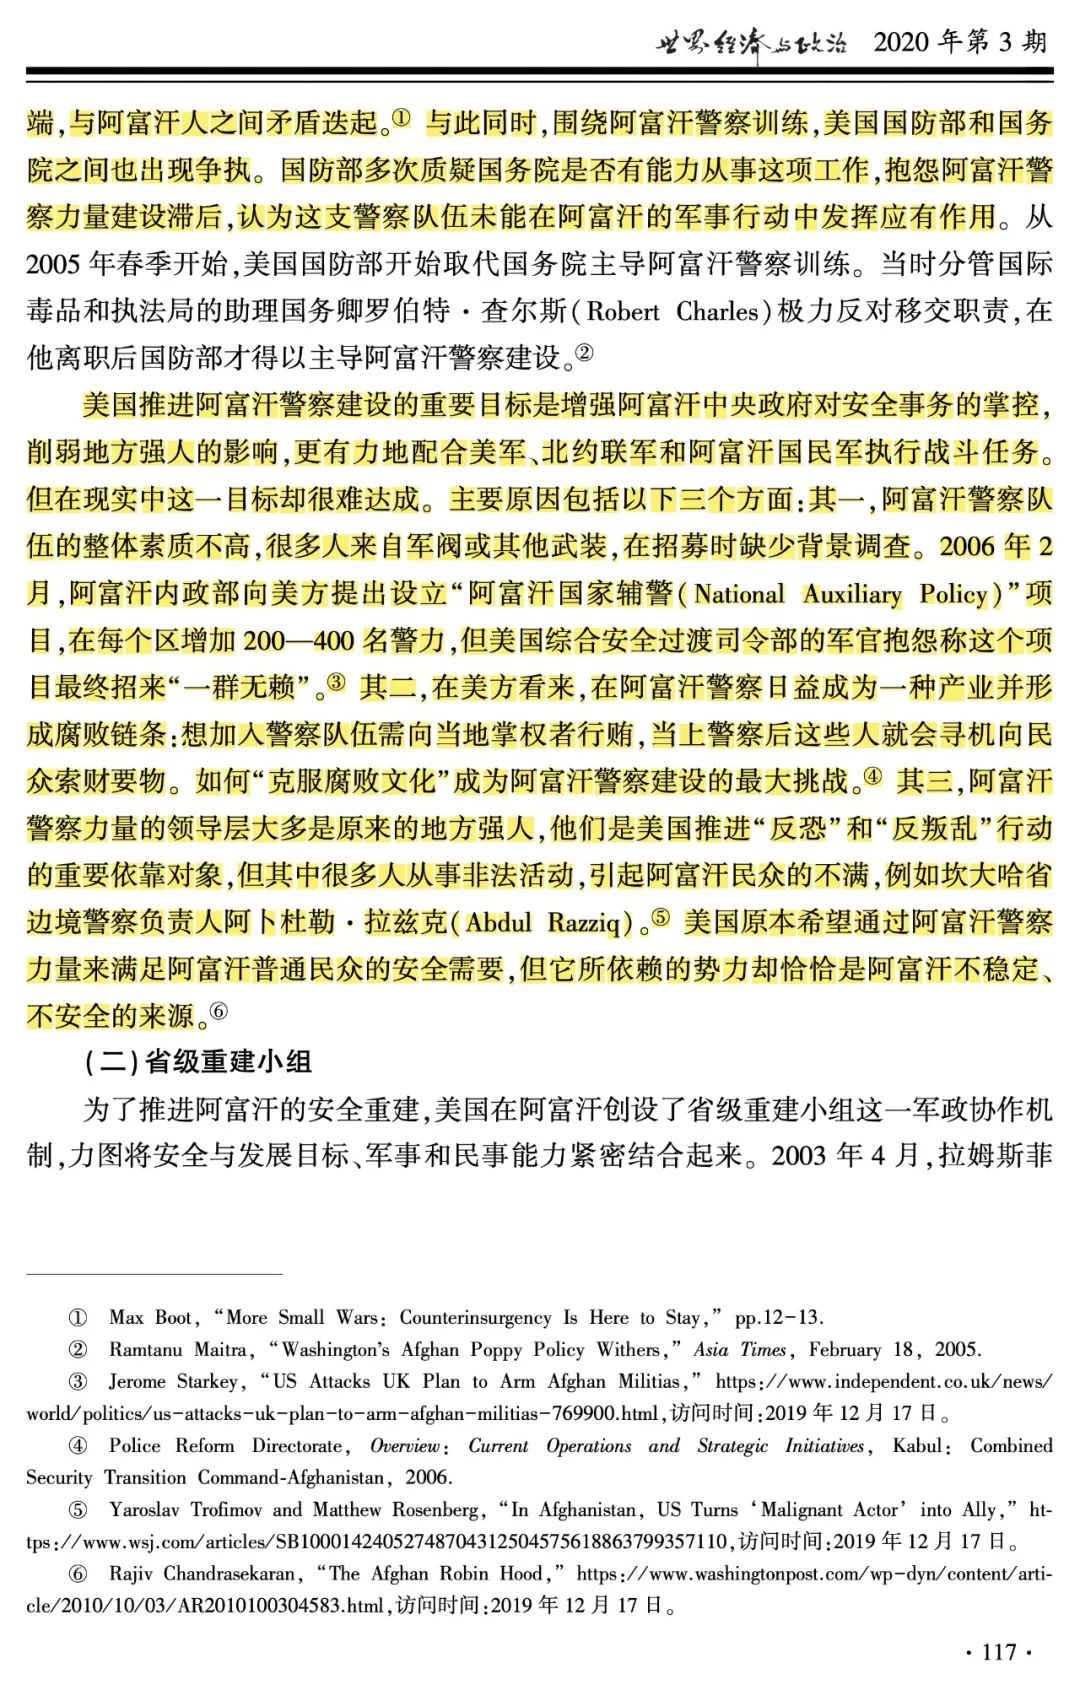 世界经济与政治 2020 年第 3 期
端,与阿富汗人之间矛盾迭起。① 与此同时,围绕阿富汗警察训练,美国国防部和国务
院之间也出现争执。国防部多次质疑国务院是否有能力从事这项工作,抱怨阿富汗警
察力量建设滞后,认为这支警察队伍未能在阿富汗的军事行动中发挥应有作用。从
2005 年春季开始,美国国防部开始取代国务院主导阿富汗警察训练。当时分管国际
毒品和执法局的助理国务卿罗伯特·查尔斯(Robert Charles)极力反对移交职责,在
他离职后国防部才得以主导阿富汗警察建设。②
美国推进阿富汗警察建设的重要目标是增强阿富汗中央政府对安全事务的掌控,
削弱地方强人的影响,更有力地配合美军、北约联军和阿富汗国民军执行战斗任务。
但在现实中这一目标却很难达成。主要原因包括以下三个方面:其一,阿富汗警察队
伍的整体素质不高,很多人来自军阀或其他武装,在招募时缺少背景调查。2006 年 2
月,阿富汗内政部向美方提出设立“阿富汗国家辅警(National Auxiliary Policy)”项
目,在每个区增加 200—400 名警力,但美国综合安全过渡司令部的军官抱怨称这个项
目最终招来“一群无赖”。③ 其二,在美方看来,在阿富汗警察日益成为一种产业并形
成腐败链条:想加入警察队伍需向当地掌权者行贿,当上警察后这些人就会寻机向民
众索财要物。如何“克服腐败文化”成为阿富汗警察建设的最大挑战。④ 其三,阿富汗
警察力量的领导层大多是原来的地方强人,他们是美国推进“反恐”和“反叛乱”行动
的重要依靠对象,但其中很多人从事非法活动,引起阿富汗民众的不满,例如坎大哈省
边境警察负责人阿卜杜勒·拉兹克(Abdul Razziq)。⑤ 美国原本希望通过阿富汗警察
力量来满足阿富汗普通民众的安全需要,但它所依赖的势力却恰恰是阿富汗不稳定、
不安全的来源。⑥
(二)省级重建小组
为了推进阿富汗的安全重建,美国在阿富汗创设了省级重建小组这一军政协作机
制,力图将安全与发展目标、军事和民事能力紧密结合起来。2003 年 4 月,拉姆斯菲
① Max Boot, “More Small Wars: Counterinsurgency Is Here to Stay,” pp.12-13.
② Ramtanu Maitra, “Washington’s Afghan Poppy Policy Withers,” Asia Times, February 18, 2005.
③ Jerome Starkey, “US Attacks UK Plan to Arm Afghan Militias,” https://www.independent.co.uk/news/
world/politics/us-attacks-uk-plan-to-arm-afghan-militias-769900.html,访问时间:2019 年 12 月 17 日。
④ Police Reform Directorate, Overview: Current Operations and Strategic Initiatives, Kabul: Combined
Security Transition Command-Afghanistan, 2006.
⑤ Yaroslav Trofimov and Matthew Rosenberg, “In Afghanistan, US Turns ‘Malignant Actor’ into Ally,” ht-
tps://www.wsj.com/articles/SB10001424052748704312504575618863799357110,访问时间:2019 年 12 月 17 日。
⑥ Rajiv Chandrasekaran, “The Afghan Robin Hood,” https://www.washingtonpost.com/wp-dyn/content/arti-
cle/2010/10/03/AR2010100304583.html,访问时间:2019 年 12 月 17 日。
· 117 ·